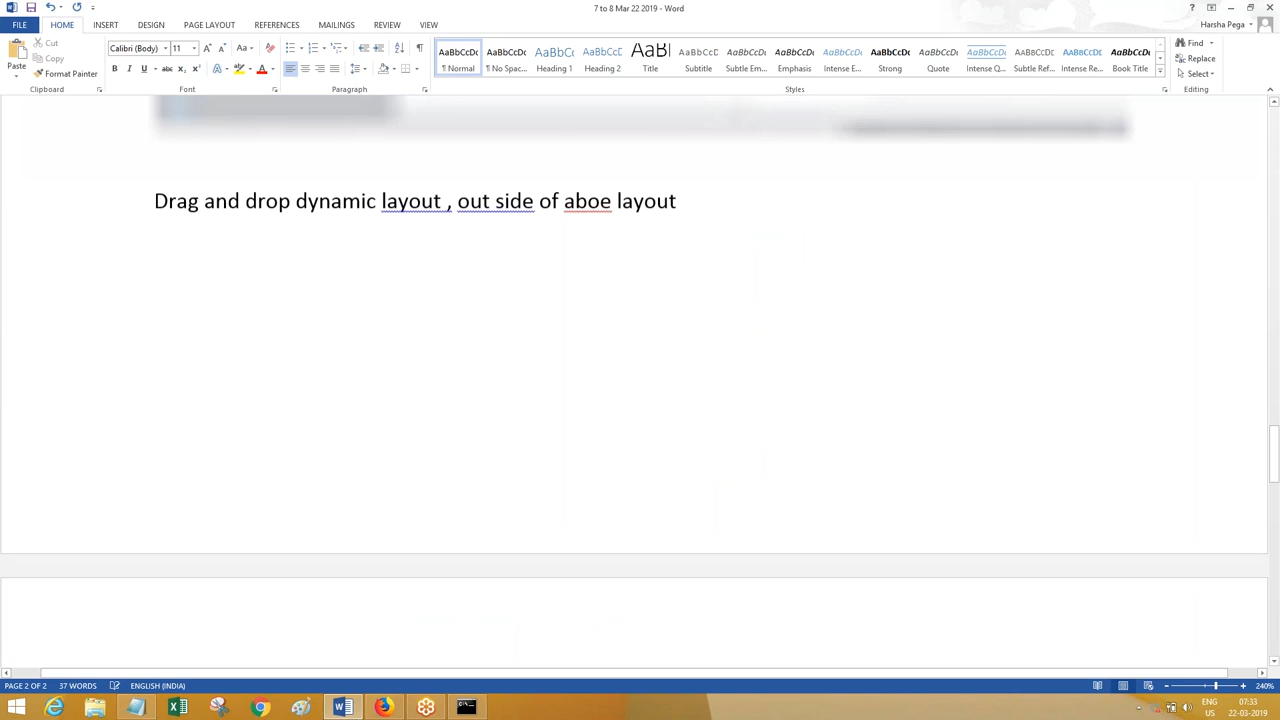 7 to 8 Mar 22 2019 - Word
FILE HOME INSERT DESIGN PAGE LAYOUT REFERENCES MAILINGS REVIEW VIEW Harsha Pega
Paste Cut Copy Format Painter
Calibri (Body) 11
AaBbCcDc AaBbCcDc AaBbCc AaBbCcC AaBl AaBbCcD AaBbCcDc AaBbCcDc AaBbCcDc AaBbCcDc AaBbCcDc AaBbCcDc AaBbCcDc AaBbCcDc AaBbCcDc
¶ Normal ¶ No Spac... Heading 1 Heading 2 Title Subtitle Subtle Em... Emphasis Intense E... Strong Quote Intense Q... Subtle Ref... Intense Re... Book Title
Find Replace Select
Clipboard Font Paragraph Styles Editing
Drag and drop dynamic layout , out side of aboe layout
PAGE 2 OF 2 37 WORDS ENGLISH (INDIA) 240%
ENG 07:33
US 22-03-2019